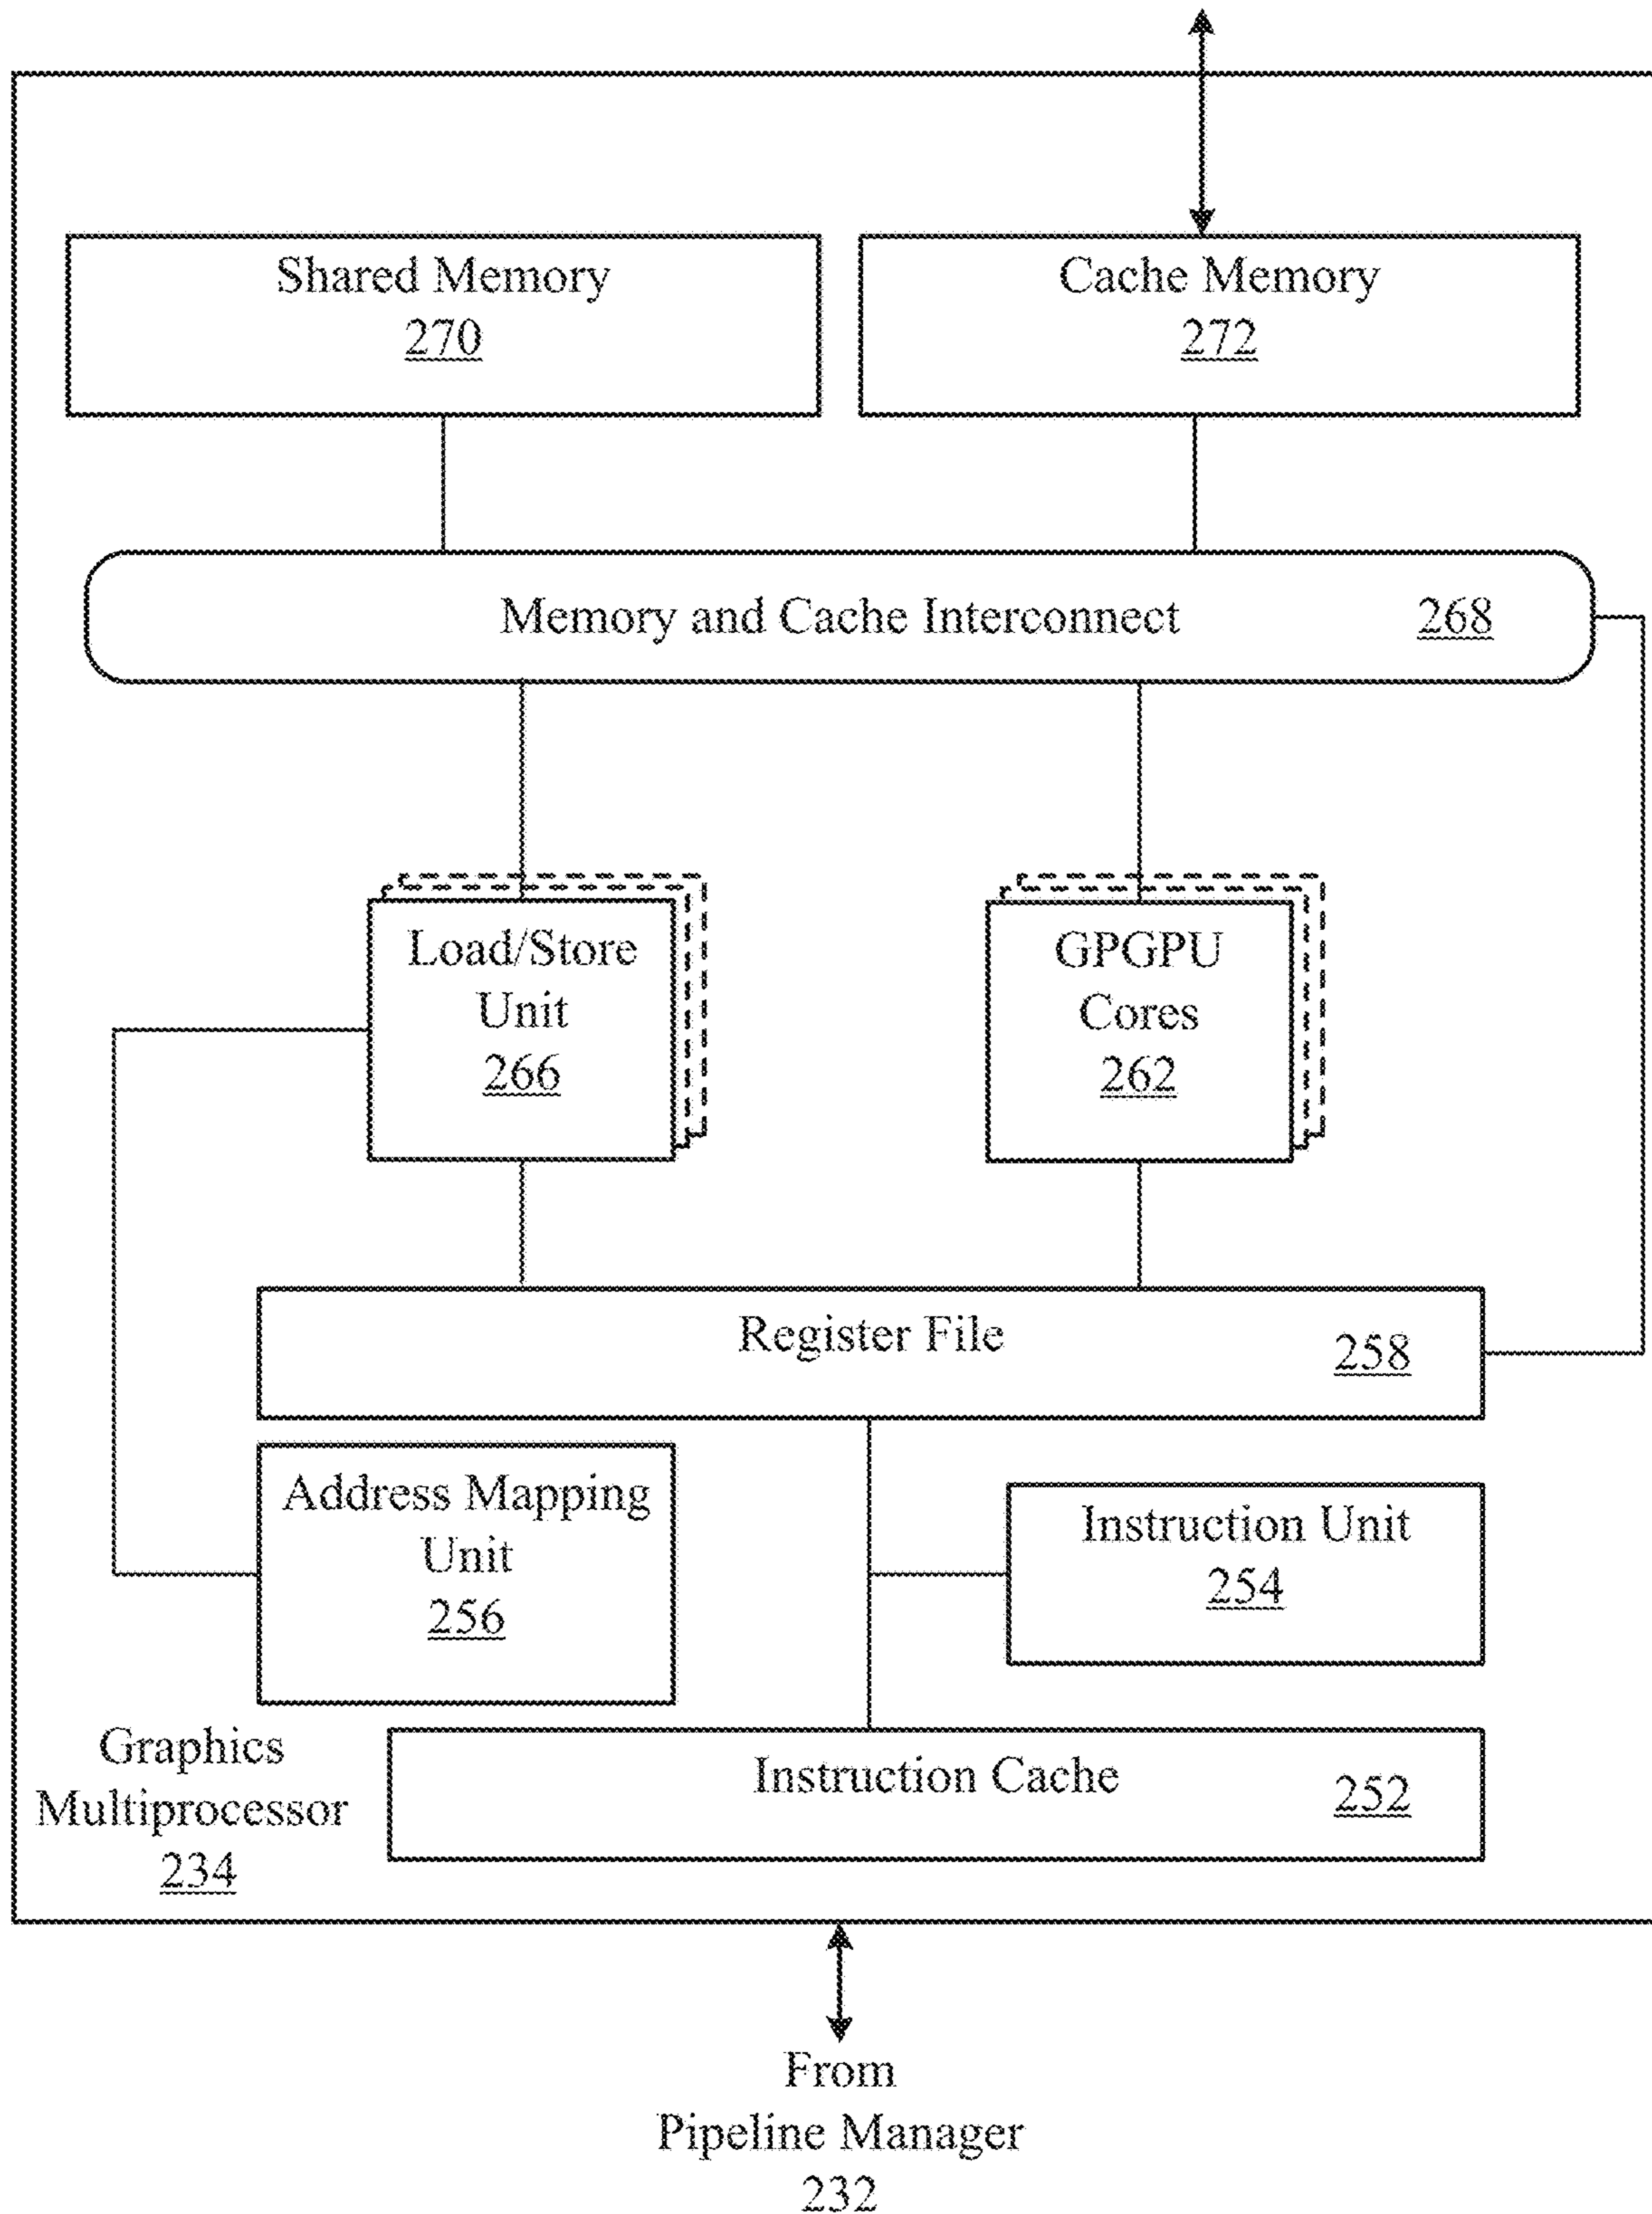 Shared Memory
270
Cache Memory
272
Memory and Cache Interconnect 268
Load/Store
Unit
266
GPGPU
Cores
262
Register File 258
Address Mapping
Unit
256
Instruction Unit
254
Graphics
Multiprocessor
234
Instruction Cache 252
From
Pipeline Manager
232